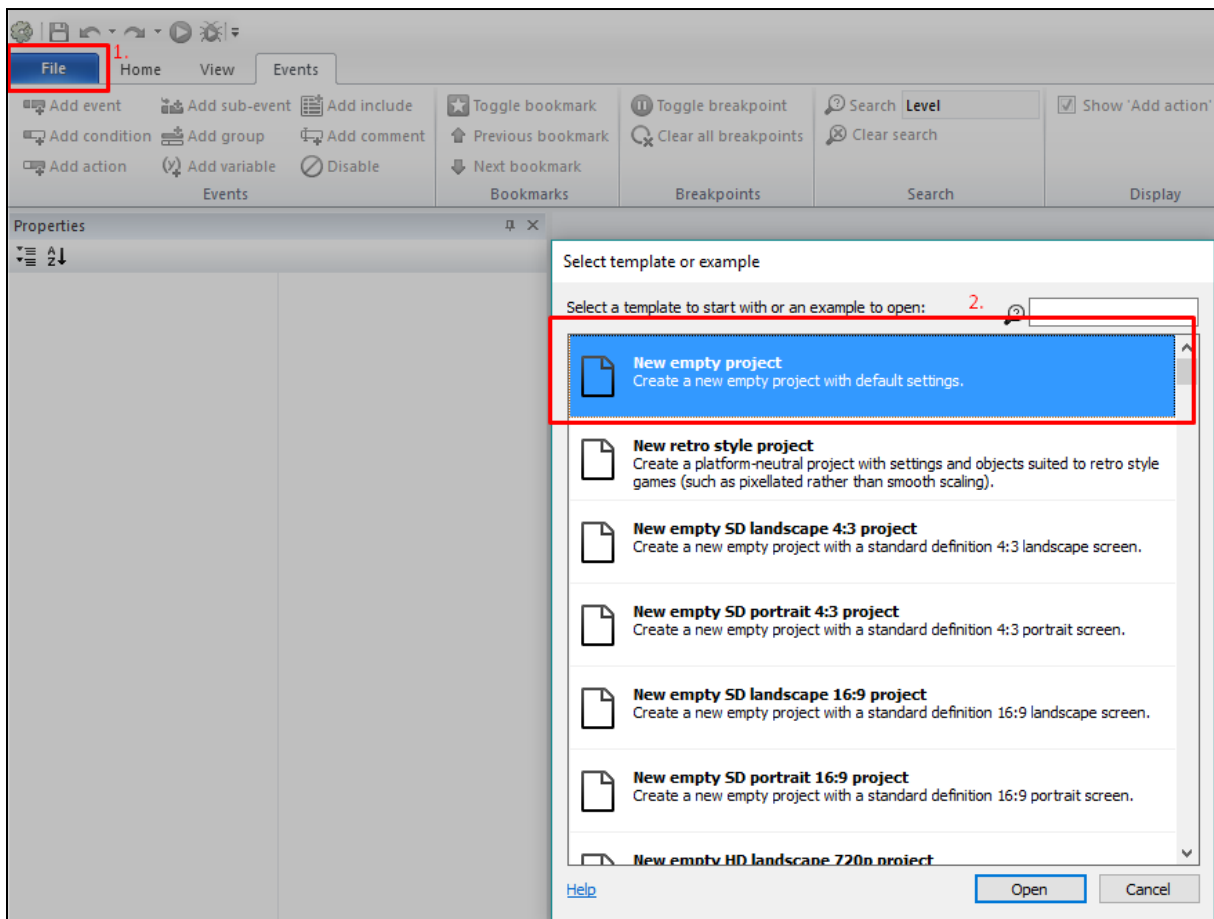 1.
File Home View Events
Add event Add sub-event Add include Toggle bookmark Toggle breakpoint Search Level Show 'Add action'
Add condition Add group Add comment Previous bookmark Clear all breakpoints Clear search
Add action Add variable Disable Next bookmark
Events Bookmarks Breakpoints Search Display
Properties
Select template or example
Select a template to start with or an example to open: 2.
New empty project
Create a new empty project with default settings.
New retro style project
Create a platform-neutral project with settings and objects suited to retro style
games (such as pixellated rather than smooth scaling).
New empty SD landscape 4:3 project
Create a new empty project with a standard definition 4:3 landscape screen.
New empty SD portrait 4:3 project
Create a new empty project with a standard definition 4:3 portrait screen.
New empty SD landscape 16:9 project
Create a new empty project with a standard definition 16:9 landscape screen.
New empty SD portrait 16:9 project
Create a new empty project with a standard definition 16:9 portrait screen.
New empty HD landscape 720p project
Help Open Cancel